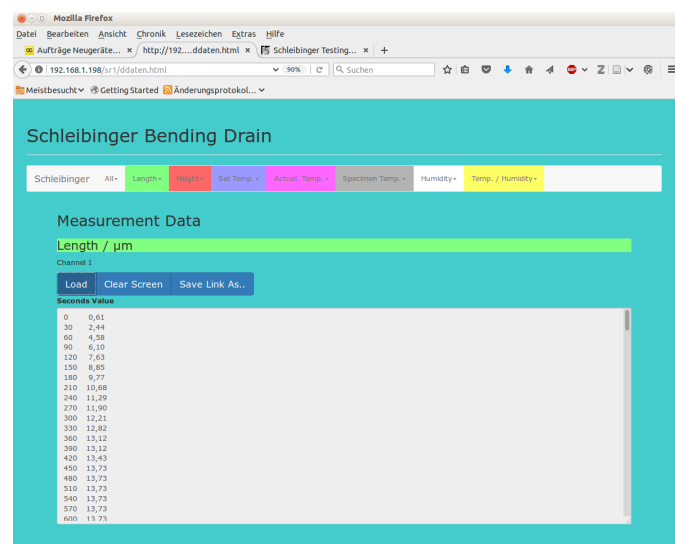 Mozilla Firefox
Datei Bearbeiten Ansicht Chronik Lesezeichen Extras Hilfe
Aufträge Neugeräte... × http://192....ddaten.html × Schleibinger Testing... × +
192.168.1.198/sr1/ddaten.html 90% Suchen
Meistbesucht Getting Started Änderungsprotokol...
Schleibinger Bending Drain
Schleibinger All Length Height Set Temp. Actual. Temp. Specimen Temp. Humidity Temp. / Humidity
Measurement Data
Length / µm
Channel 1
Load Clear Screen Save Link As..
Seconds Value
0 0,61
30 2,44
60 4,58
90 6,10
120 7,63
150 8,85
180 9,77
210 10,68
240 11,29
270 11,90
300 12,21
330 12,82
360 13,12
390 13,12
420 13,43
450 13,73
480 13,73
510 13,73
540 13,73
570 13,73
600 13,73